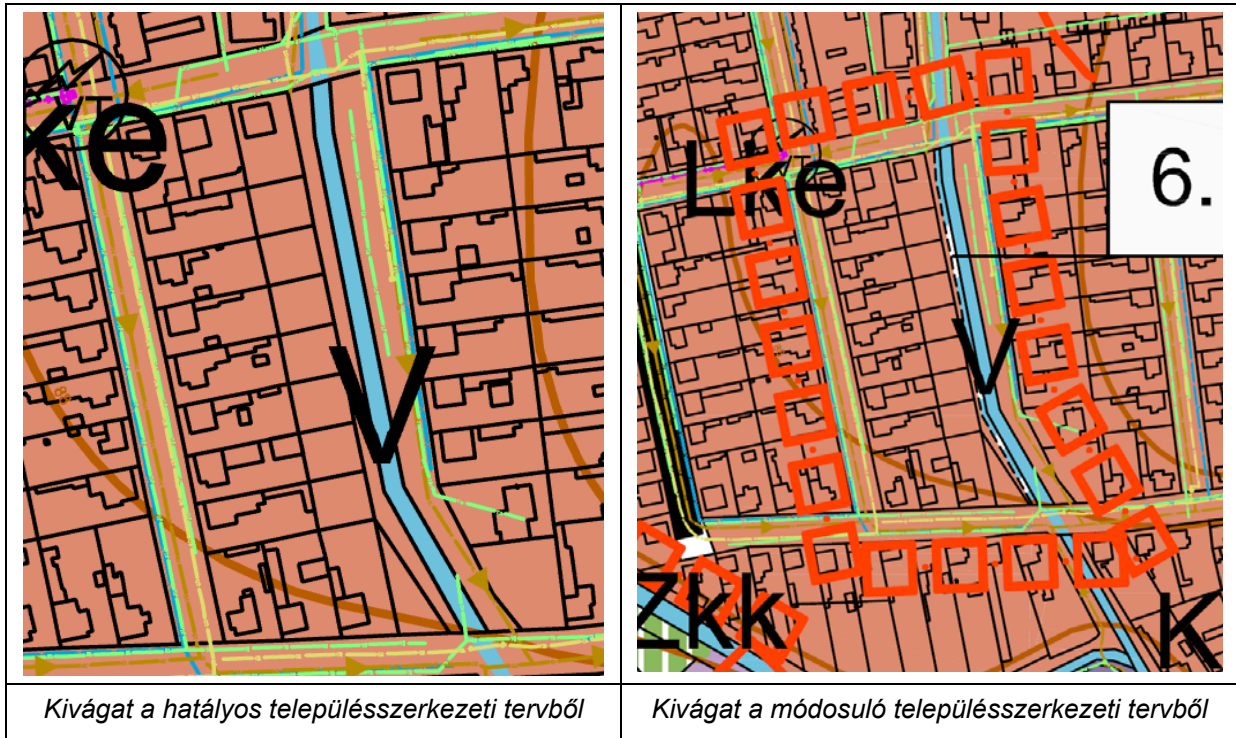 Ke
V
LKe
6.
V
Zkk
K
Kivágat a hatályos településszerkezeti tervből
Kivágat a módosuló településszerkezeti tervből